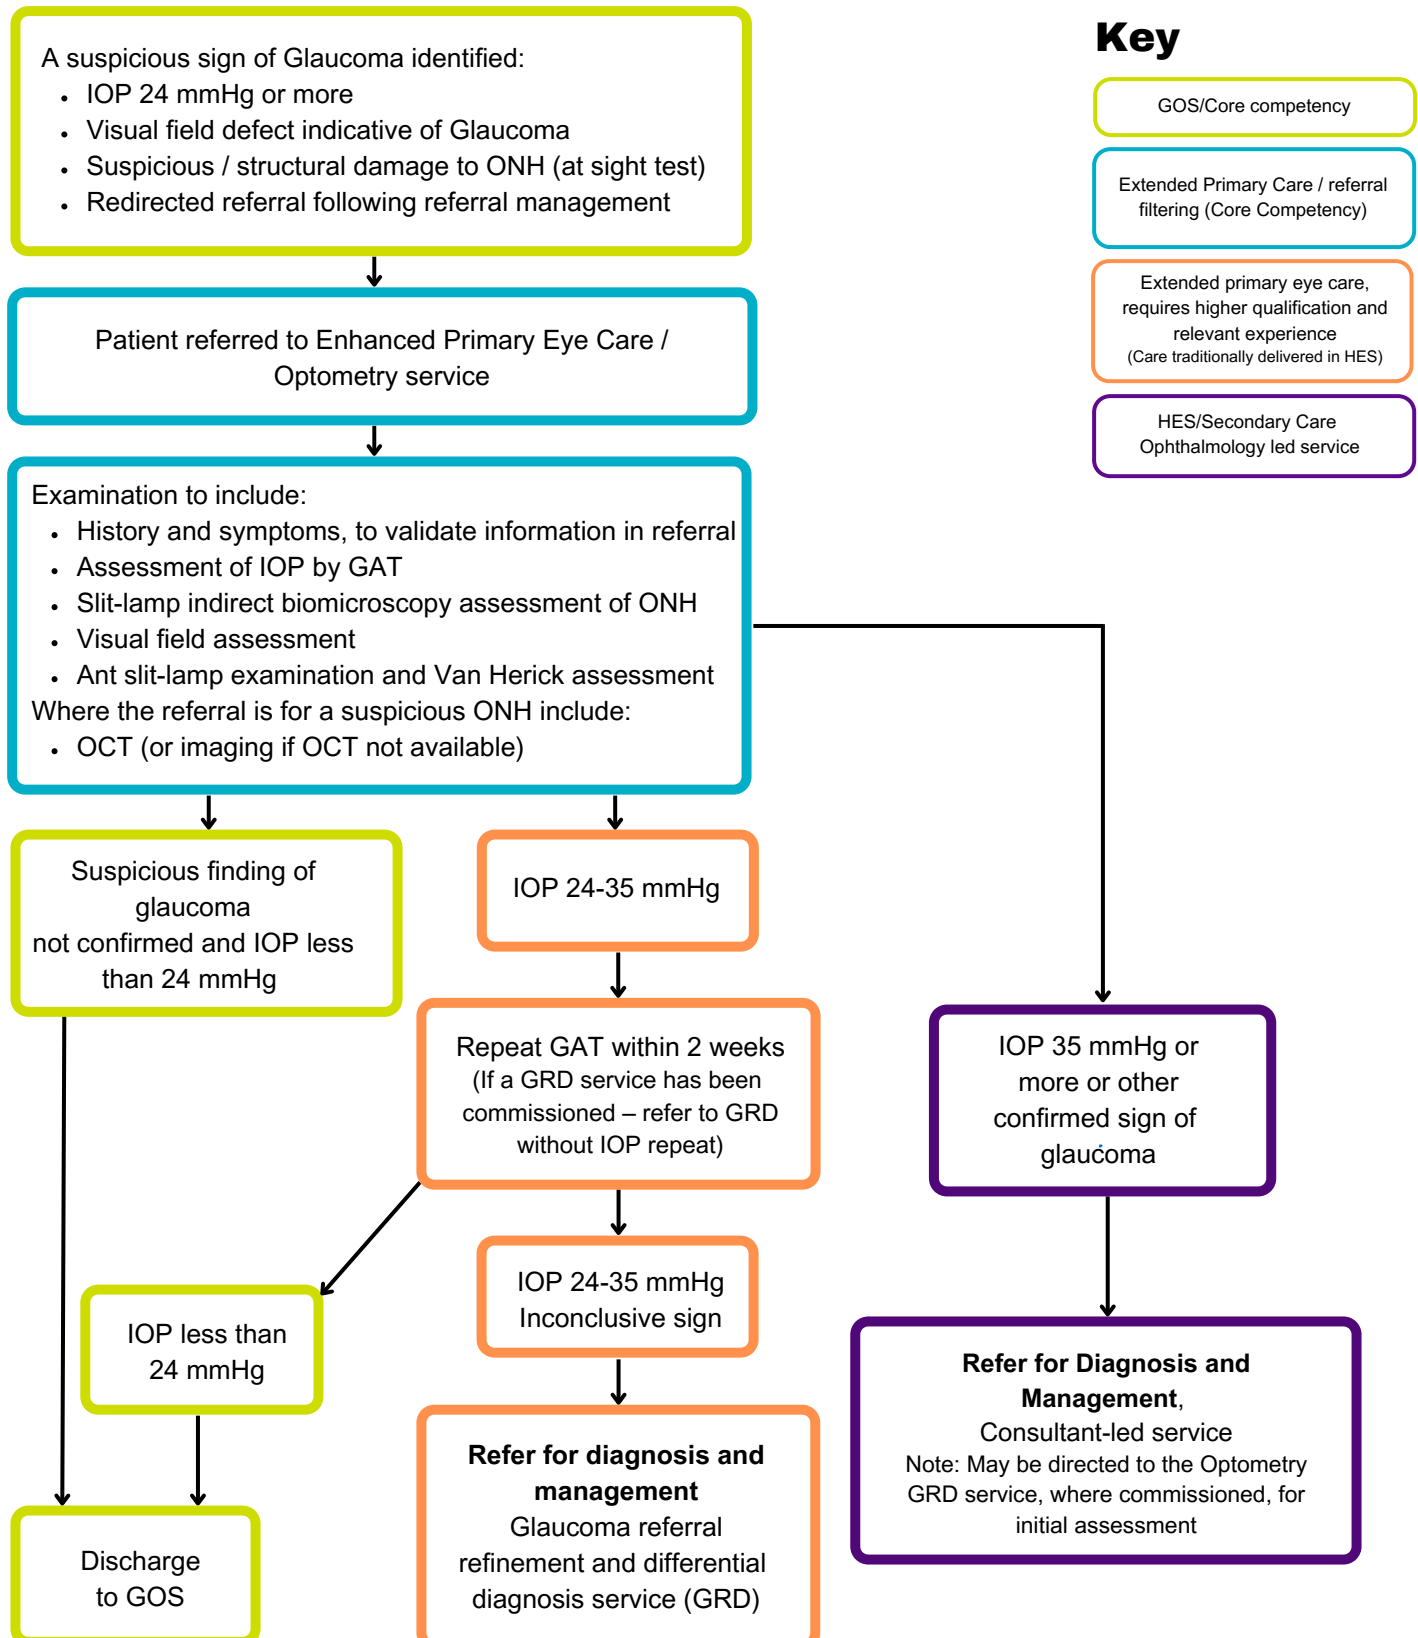 A suspicious sign of Glaucoma identified:
• IOP 24 mmHg or more
• Visual field defect indicative of Glaucoma
• Suspicious / structural damage to ONH (at sight test)
• Redirected referral following referral management
Key
GOS/Core competency
Extended Primary Care / referral
filtering (Core Competency)
Extended primary eye care,
requires higher qualification and
relevant experience
(Care traditionally delivered in HES)
HES/Secondary Care
Ophthalmology led service
Patient referred to Enhanced Primary Eye Care /
Optometry service
Examination to include:
• History and symptoms, to validate information in referral
• Assessment of IOP by GAT
• Slit-lamp indirect biomicroscopy assessment of ONH
• Visual field assessment
• Ant slit-lamp examination and Van Herick assessment
Where the referral is for a suspicious ONH include:
• OCT (or imaging if OCT not available)
Suspicious finding of
glaucoma
not confirmed and IOP less
than 24 mmHg
IOP 24-35 mmHg
Repeat GAT within 2 weeks
(If a GRD service has been
commissioned – refer to GRD
without IOP repeat)
IOP 35 mmHg or
more or other
confirmed sign of
glaucoma
IOP less than
24 mmHg
IOP 24-35 mmHg
Inconclusive sign
Refer for Diagnosis and
Management,
Consultant-led service
Note: May be directed to the Optometry
GRD service, where commissioned, for
initial assessment
Discharge
to GOS
Refer for diagnosis and
management
Glaucoma referral
refinement and differential
diagnosis service (GRD)